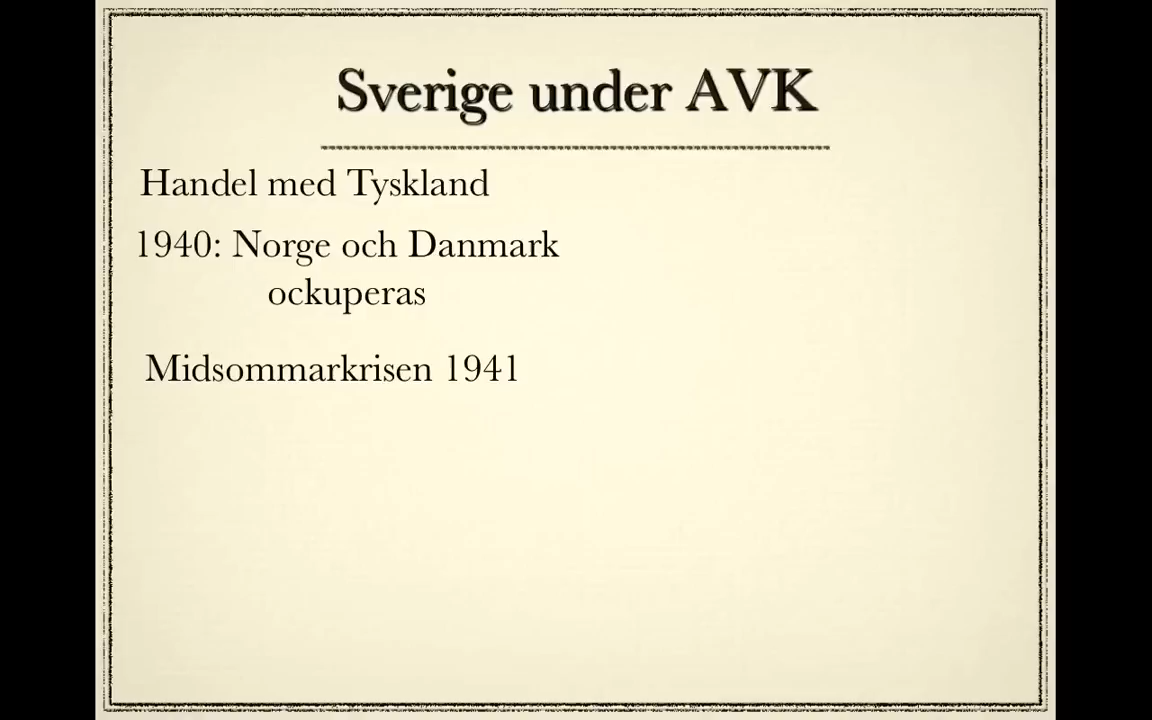 Sverige under AVK
Handel med Tyskland
1940: Norge och Danmark
ockuperas
Midsommarkrisen 1941